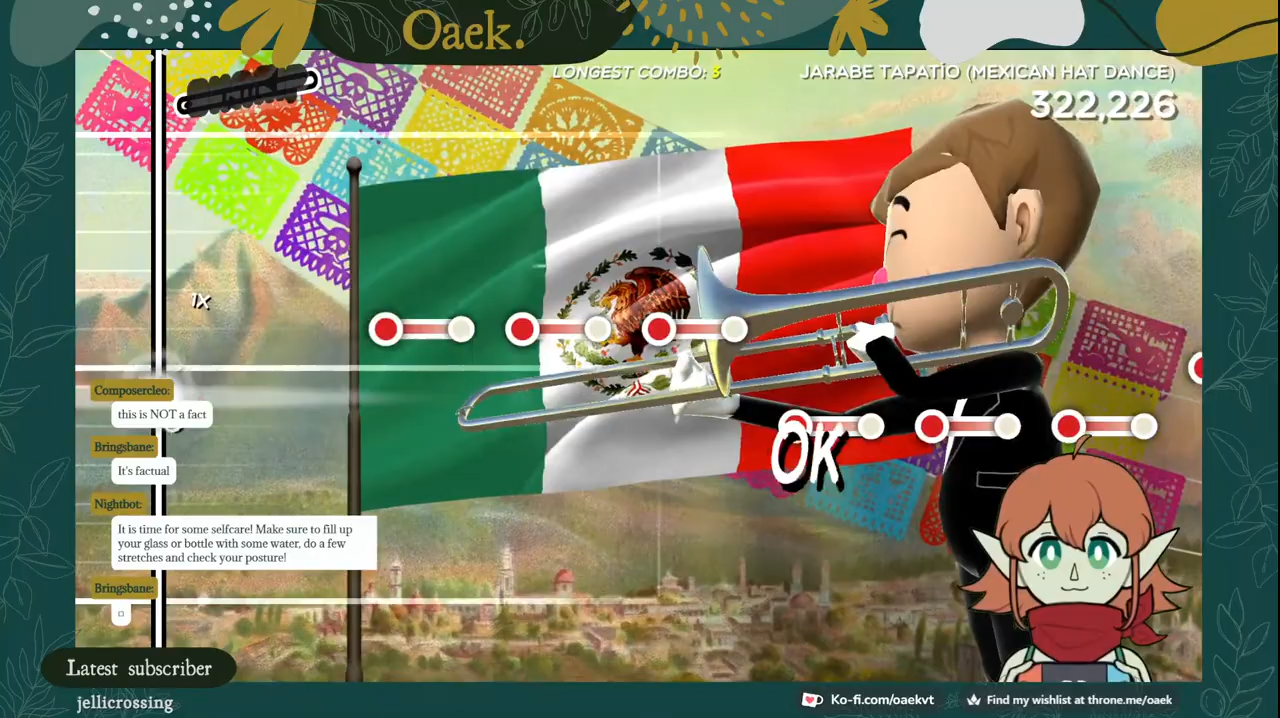 Oaek.
LONGEST COMBO: 3
JARABE TAPATÍO (MEXICAN HAT DANCE)
322,226
1X
Composercleo:
this is NOT a fact
Bringsbane:
It's factual
Nightbot:
It is time for some selfcare! Make sure to fill up
your glass or bottle with some water, do a few
stretches and check your posture!
Bringsbane:
OK
Latest subscriber
jellicrossing
Ko-fi.com/oaekvt
Find my wishlist at throne.me/oaek